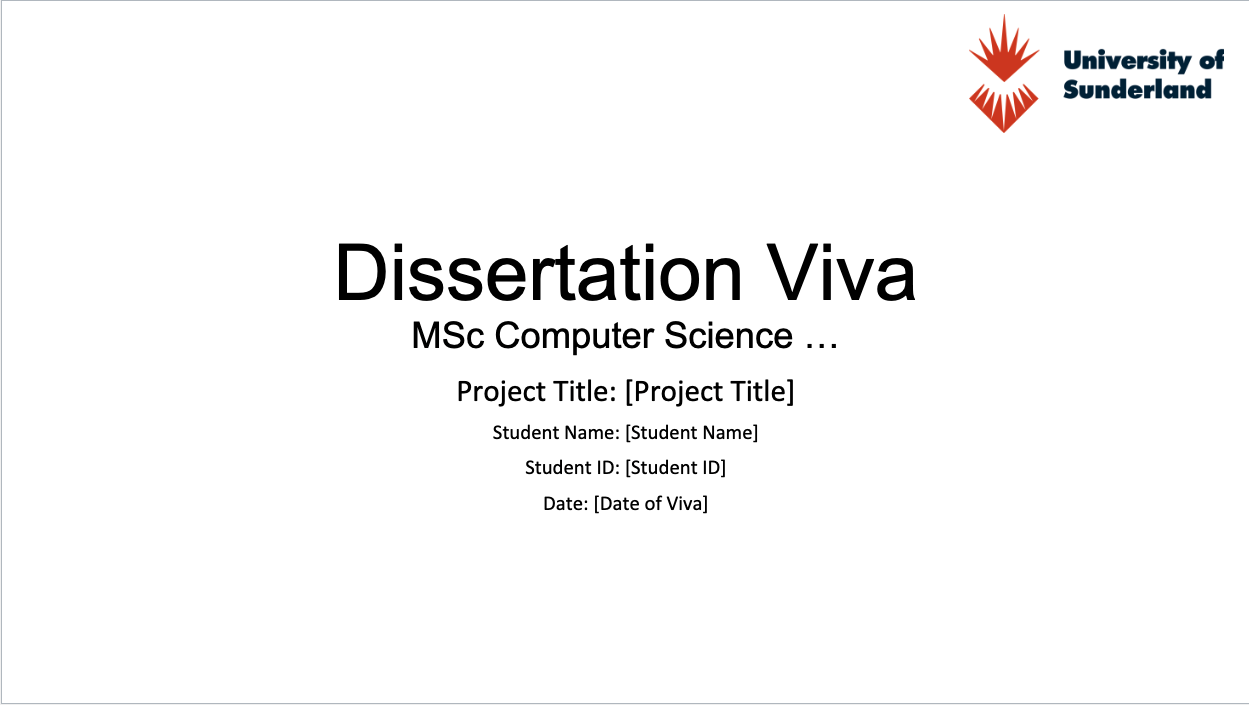 University of
Sunderland
Dissertation Viva
MSc Computer Science …
Project Title: [Project Title]
Student Name: [Student Name]
Student ID: [Student ID]
Date: [Date of Viva]